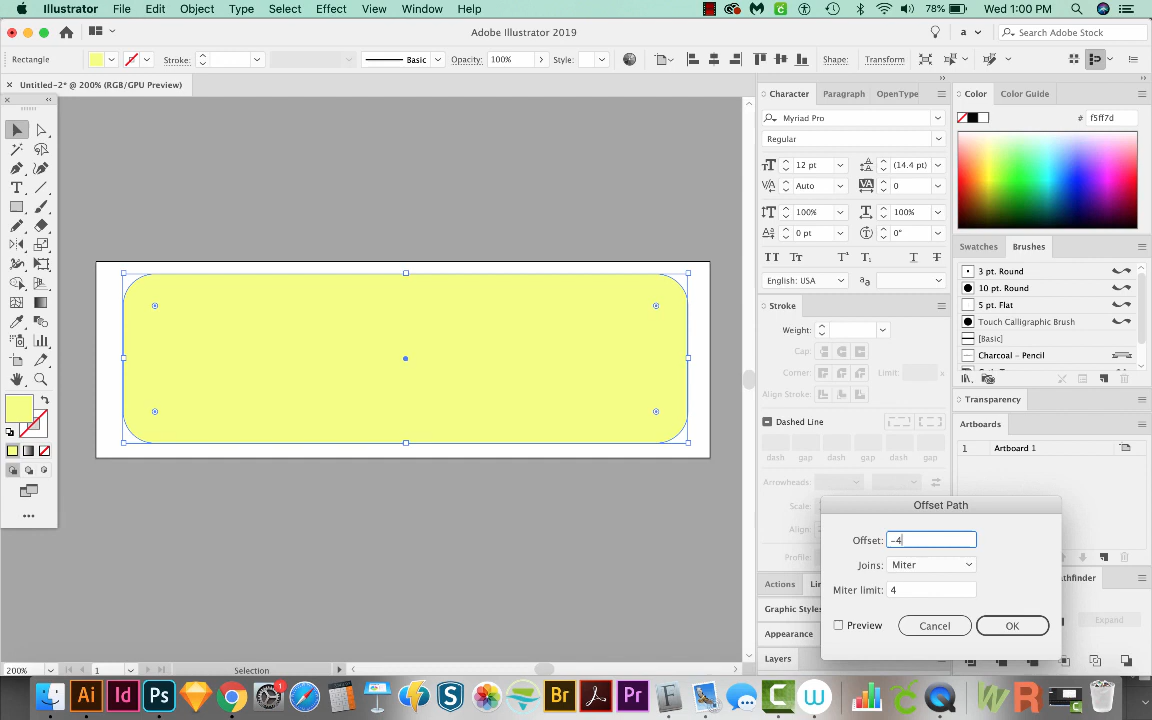 Illustrator File Edit Object Type Select Effect View Window Help 78% Wed 1:00 PM
Adobe Illustrator 2019 a Search Adobe Stock
Rectangle Stroke: Basic Opacity: 100% Style: Shape: Transform
× Untitled-2* @ 200% (RGB/GPU Preview)
Character Paragraph OpenType
Color Color Guide
Myriad Pro
# f5ff7d
Regular
12 pt (14.4 pt)
Auto 0
100% 100%
0 pt 0°
English: USA
Swatches Brushes
3 pt. Round
10 pt. Round
5 pt. Flat
Touch Calligraphic Brush
[Basic]
Charcoal - Pencil
Stroke
Weight:
Cap:
Corner: Limit: x
Align Stroke:
Dashed Line
dash gap dash gap dash gap
Arrowheads:
Scale:
Align:
Profile:
Transparency
Artboards
1 Artboard 1
Offset Path
Offset: -4
Joins: Miter
Miter limit: 4
Preview Cancel OK
Actions
Graphic Styles
Appearance
Layers
Expand
200% 1 Selection
Ai Id Ps Br Pr